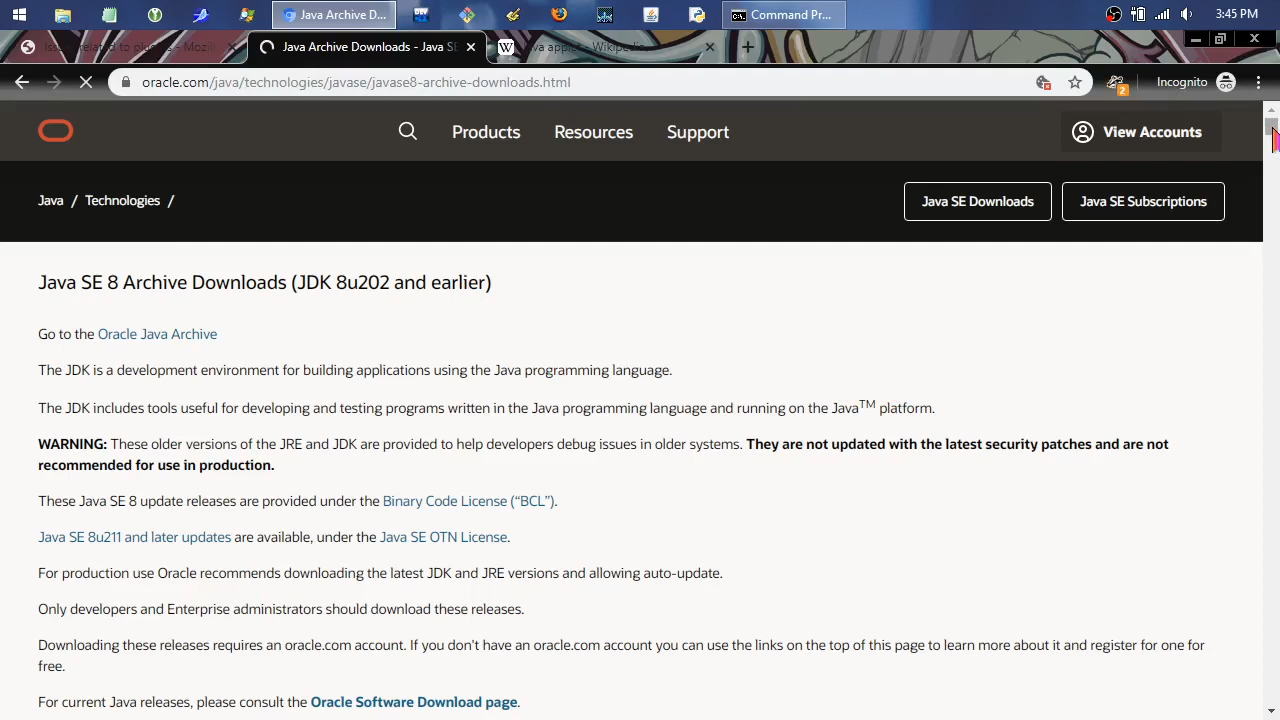 Java Archive D...
Command Pr...
3:45 PM
Issues related to plugins - Mozill
Java Archive Downloads - Java SE
Java applet - Wikipedia
oracle.com/java/technologies/javase/javase8-archive-downloads.html
2
Incognito
Products
Resources
Support
View Accounts
Java / Technologies /
Java SE Downloads
Java SE Subscriptions
Java SE 8 Archive Downloads (JDK 8u202 and earlier)
Go to the Oracle Java Archive
The JDK is a development environment for building applications using the Java programming language.
The JDK includes tools useful for developing and testing programs written in the Java programming language and running on the Java™ platform.
WARNING: These older versions of the JRE and JDK are provided to help developers debug issues in older systems. They are not updated with the latest security patches and are not
recommended for use in production.
These Java SE 8 update releases are provided under the Binary Code License (“BCL”).
Java SE 8u211 and later updates are available, under the Java SE OTN License.
For production use Oracle recommends downloading the latest JDK and JRE versions and allowing auto-update.
Only developers and Enterprise administrators should download these releases.
Downloading these releases requires an oracle.com account. If you don't have an oracle.com account you can use the links on the top of this page to learn more about it and register for one for
free.
For current Java releases, please consult the Oracle Software Download page.